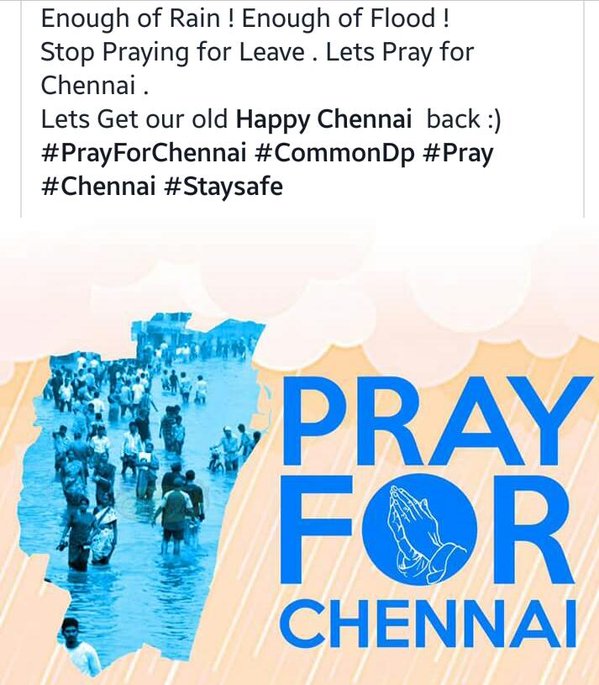 Enough of Rain ! Enough of Flood !
Stop Praying for Leave . Lets Pray for
Chennai .
Lets Get our old Happy Chennai back :)
#PrayForChennai #CommonDp #Pray
#Chennai #Staysafe
PRAY
FOR
CHENNAI